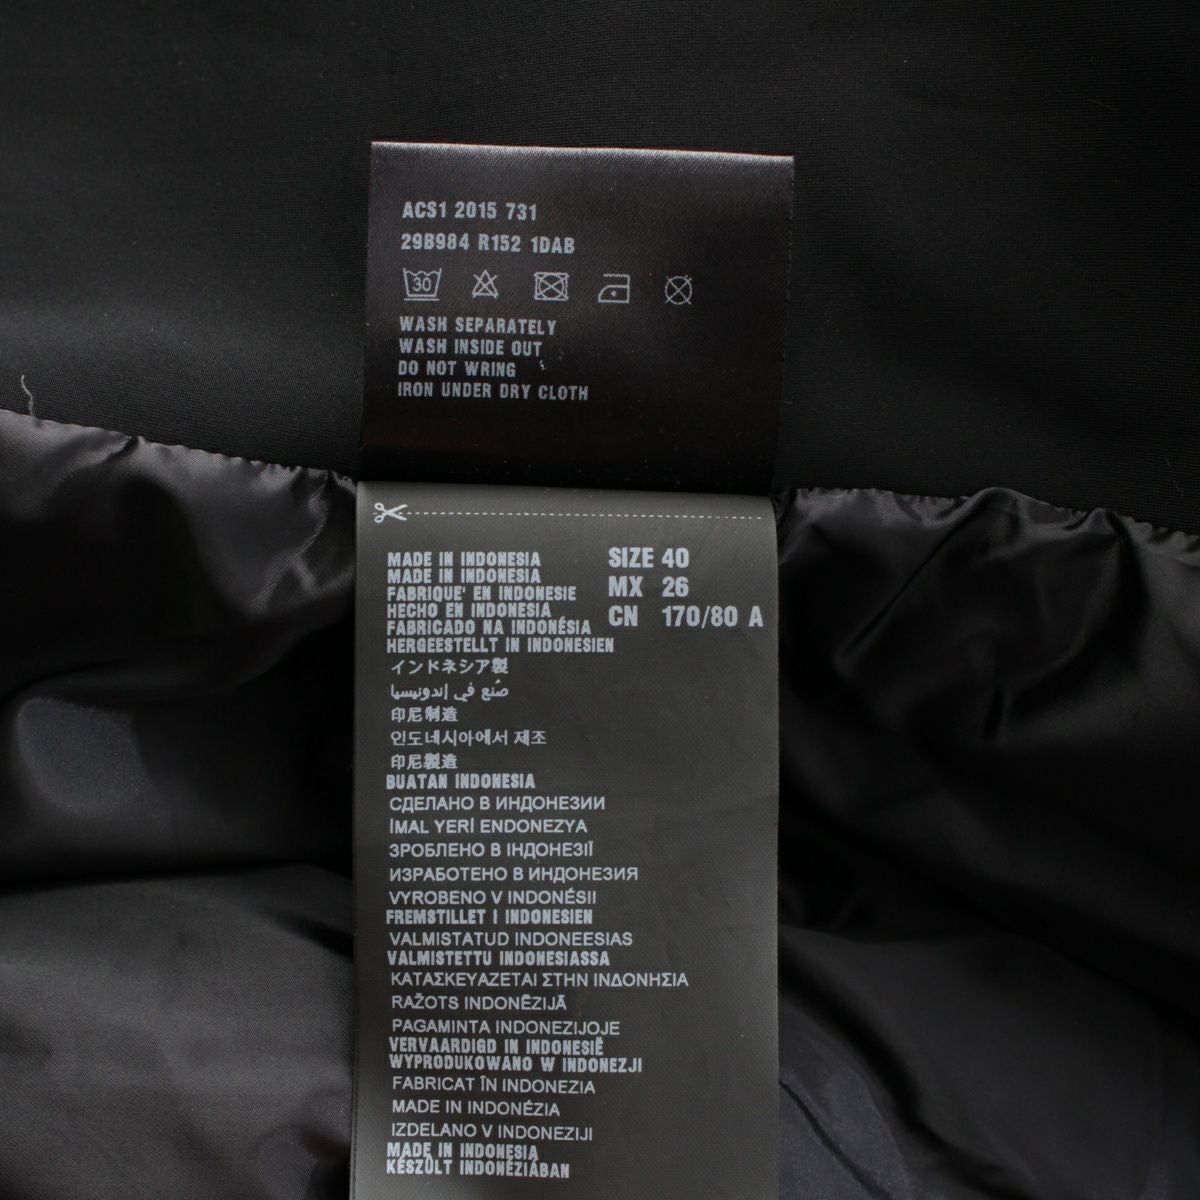 ACS1 2015 731
29B984 R152 1DAB
30
WASH SEPARATELY
WASH INSIDE OUT
DO NOT WRING
IRON UNDER DRY CLOTH
MADE IN INDONESIA
MADE IN INDONESIA
FABRIQUE' EN INDONESIE
HECHO EN INDONESIA
FABRICADO NA INDONÉSIA
HERGEESTELLT IN INDONESIEN
インドネシア製
صنع في إندونيسيا
印尼制造
인도네시아에서 제조
印尼製造
BUATAN INDONESIA
СДЕЛАНО В ИНДОНЕЗИИ
İMAL YERİ ENDONEZYA
ЗРОБЛЕНО В ІНДОНЕЗІЇ
ИЗРАБОТЕНО В ИНДОНЕЗИЯ
VYROBENO V INDONÉSII
FREMSTILLET I INDONESIEN
VALMISTATUD INDONEESIAS
VALMISTETTU INDONESIASSA
ΚΑΤΑΣΚΕΥΑΖΕΤΑΙ ΣΤΗΝ ΙΝΔΟΝΗΣΙΑ
RAŽOTS INDONĒZIJĀ
PAGAMINTA INDONEZIJOJE
VERVAARDIGD IN INDONESIË
WYPRODUKOWANO W INDONEZJI
FABRICAT ÎN INDONEZIA
MADE IN INDONÉZIA
IZDELANO V INDONEZIJI
MADE IN INDONESIA
KÉSZÜLT INDONÉZIÁBAN
SIZE 40
MX 26
CN 170/80 A